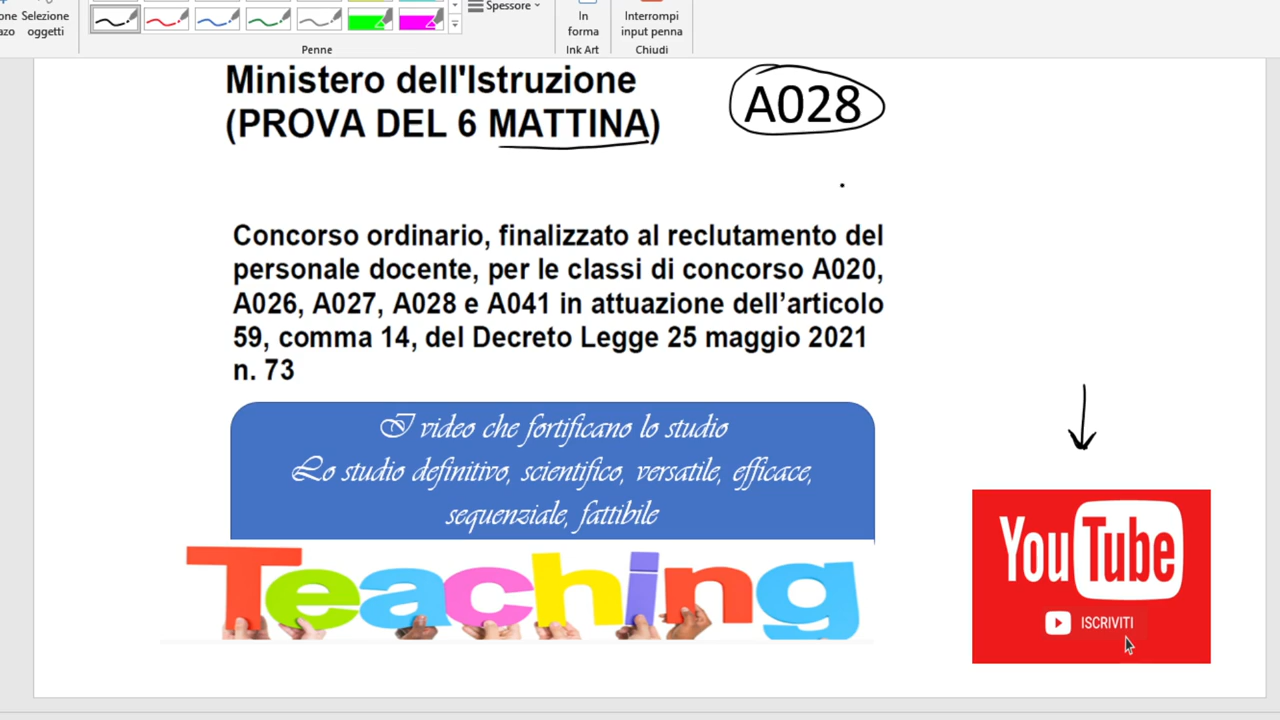 one Selezione
azo oggetti
Spessore
In
forma
Interrompi
input penna
Penne
Ink Art
Chiudi
Ministero dell'Istruzione
(PROVA DEL 6 MATTINA)
A028
Concorso ordinario, finalizzato al reclutamento del
personale docente, per le classi di concorso A020,
A026, A027, A028 e A041 in attuazione dell’articolo
59, comma 14, del Decreto Legge 25 maggio 2021
n. 73
I video che fortificano lo studio
Lo studio definitivo, scientifico, versatile, efficace,
sequenziale, fattibile
Teaching
YouTube
ISCRIVITI